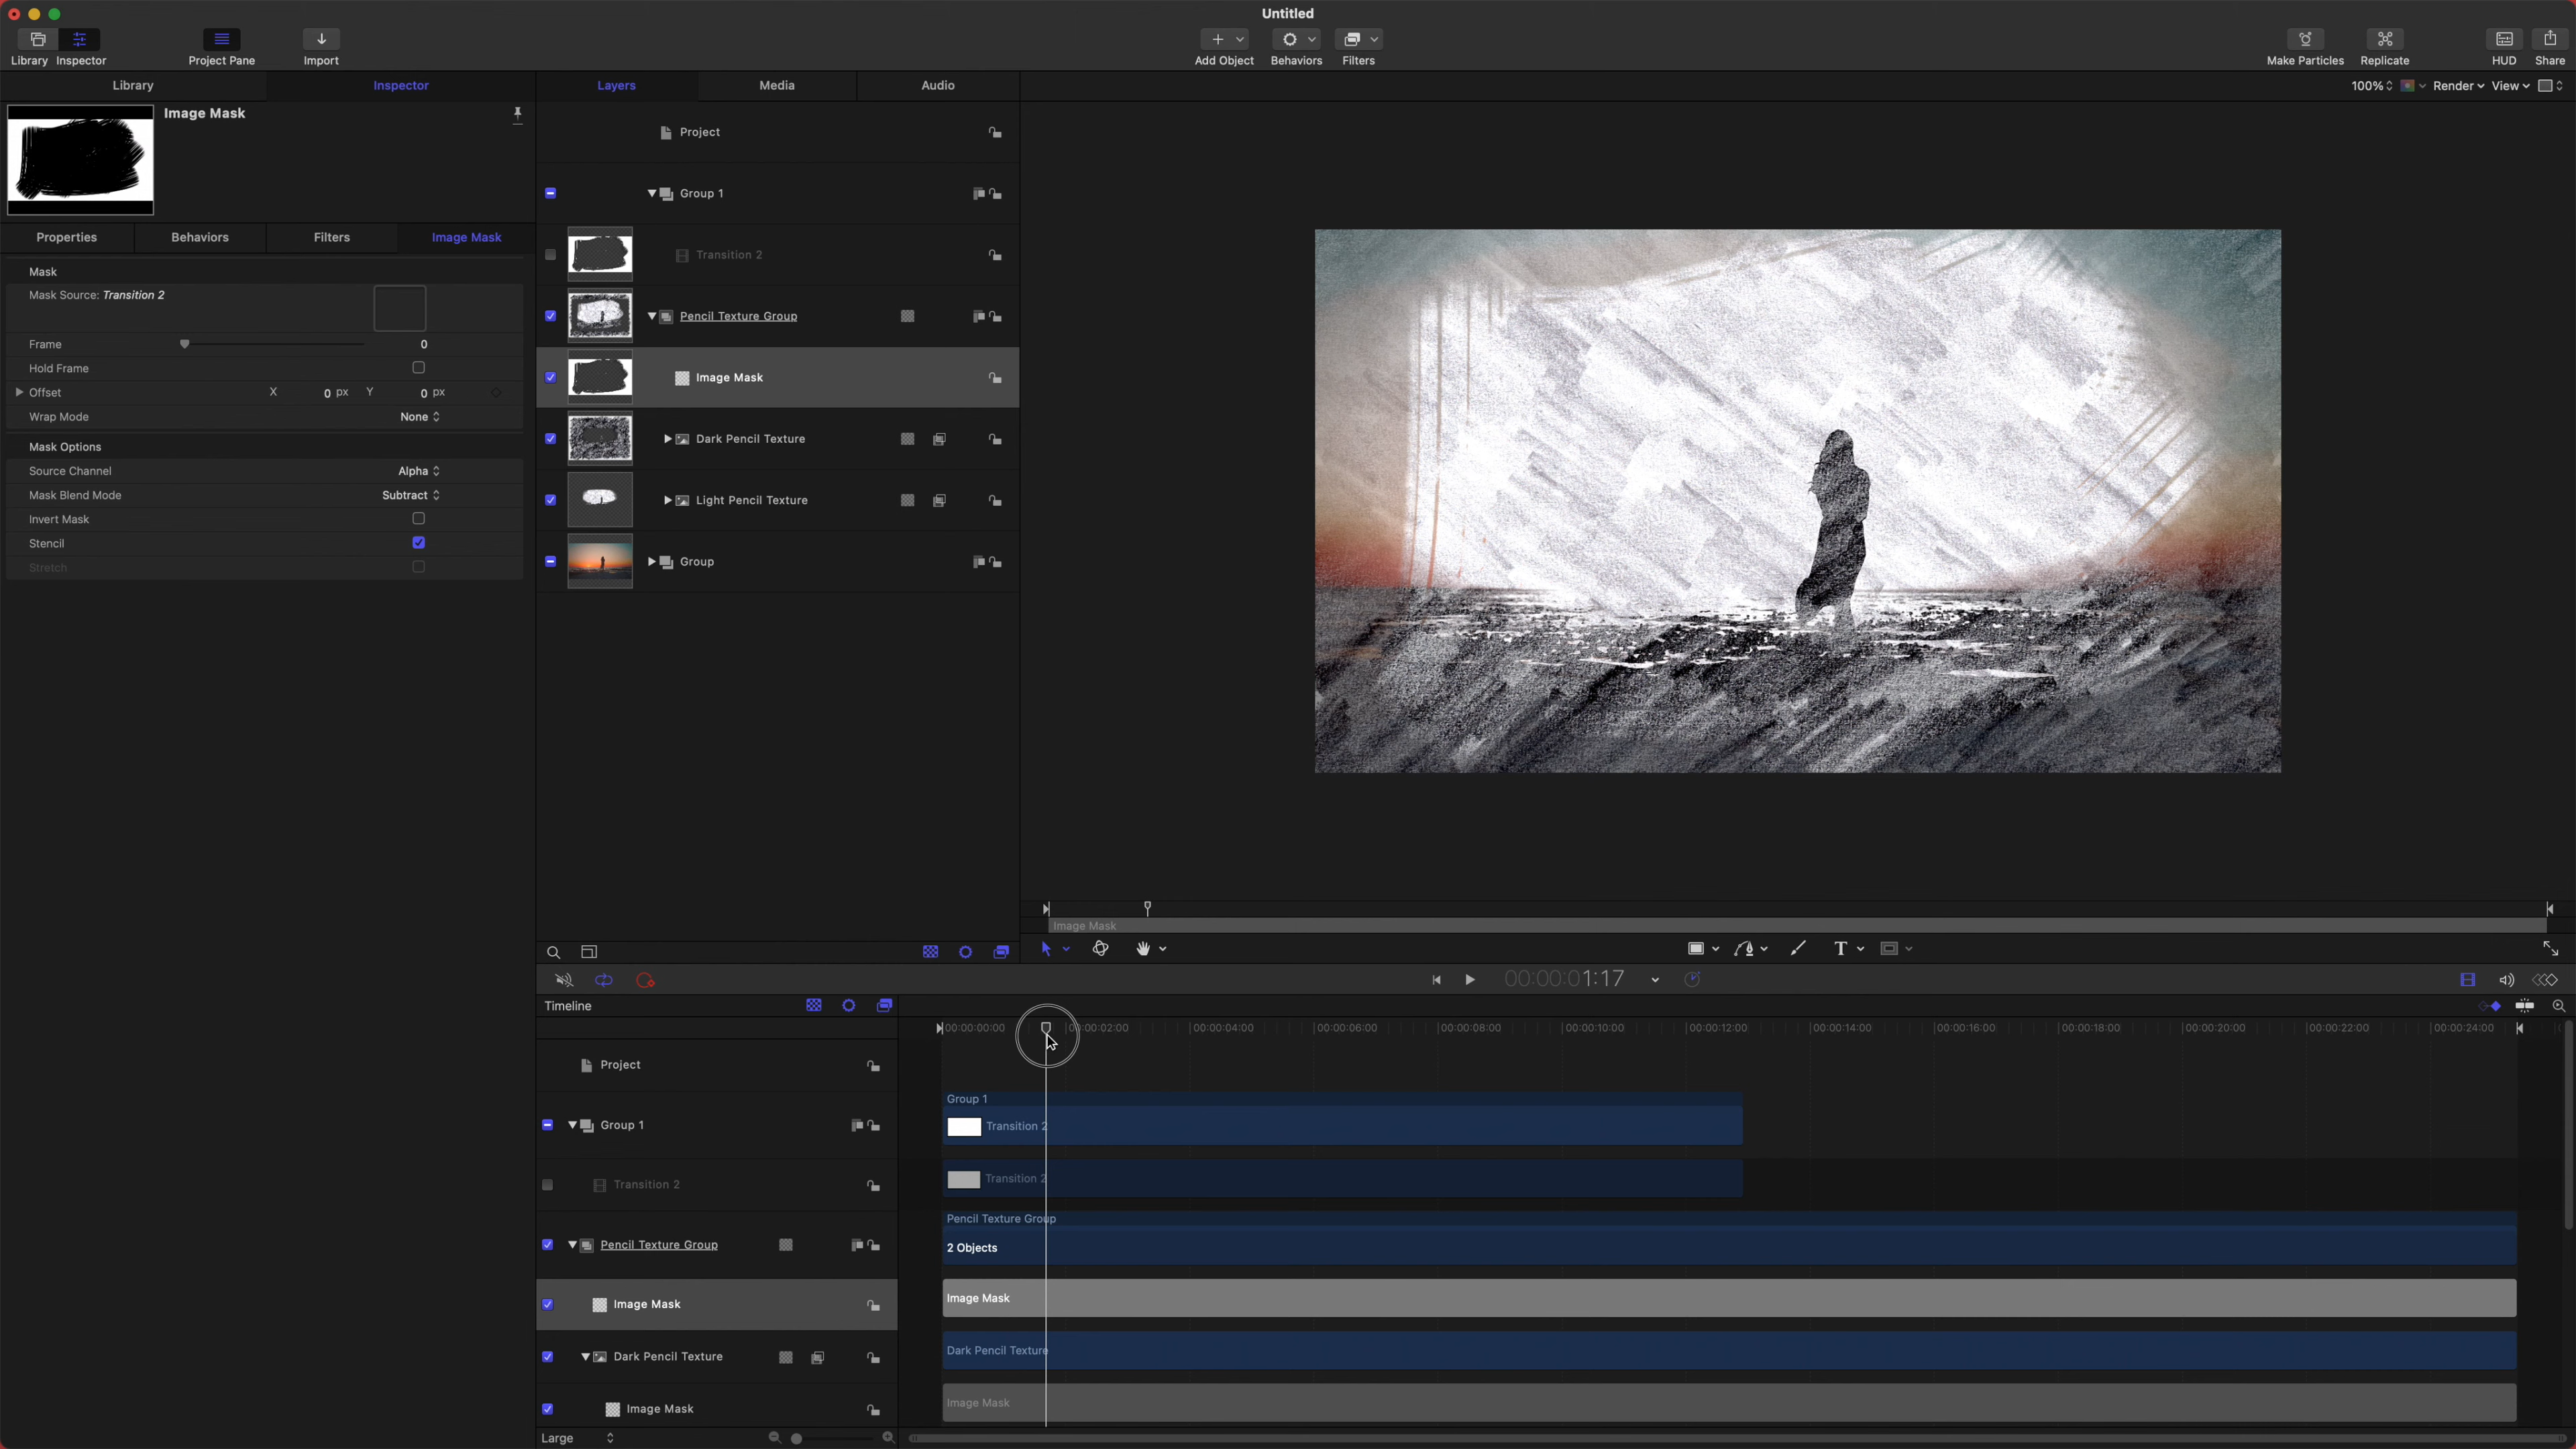 Untitled
Library
Inspector
Project Pane
Import
Add Object
Behaviors
Filters
Make Particles
Replicate
HUD
Share
Library
Inspector
Layers
Media
Audio
100%
Render
View
Image Mask
Properties
Behaviors
Filters
Image Mask
Mask
Mask Source: Transition 2
Frame
0
Hold Frame
Offset
X
0 px
Y
0 px
Wrap Mode
None
Mask Options
Source Channel
Alpha
Mask Blend Mode
Subtract
Invert Mask
Stencil
Stretch
Project
Group 1
Transition 2
Pencil Texture Group
Image Mask
Dark Pencil Texture
Light Pencil Texture
Group
Image Mask
T
00:00:01:17
Timeline
00:00:00:00
00:00:02:00
00:00:04:00
00:00:06:00
00:00:08:00
00:00:10:00
00:00:12:00
00:00:14:00
00:00:16:00
00:00:18:00
00:00:20:00
00:00:22:00
00:00:24:00
Project
Group 1
Group 1
Transition 2
Transition 2
Transition 2
Pencil Texture Group
Pencil Texture Group
2 Objects
Image Mask
Image Mask
Dark Pencil Texture
Dark Pencil Texture
Image Mask
Image Mask
Large